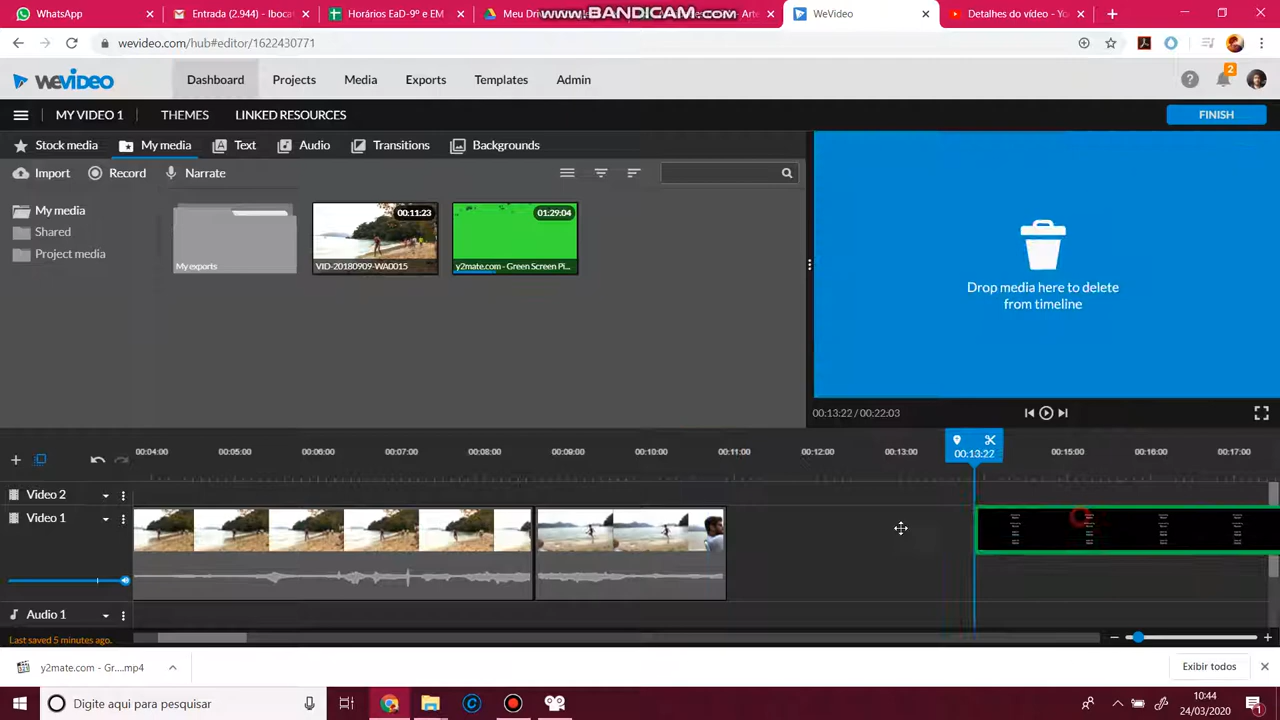 WhatsApp
Entrada (2.944) - lboca
Horários EaD-9º e EM
Meu Driv
www.BANDICAM.com
Arte
WeVideo
Detalhes do vídeo - Yo
wevideo.com/hub#editor/1622430771
wevideo
Dashboard
Projects
Media
Exports
Templates
Admin
2
MY VIDEO 1
THEMES
LINKED RESOURCES
FINISH
Stock media
My media
Text
Audio
Transitions
Backgrounds
Import
Record
Narrate
My media
Shared
Project media
My exports
00:11:23
VID-20180909-WA0015
01:29:04
y2mate.com - Green Screen Pi...
Drop media here to delete
from timeline
00:13:22 / 00:22:03
00:04:00
00:05:00
00:06:00
00:07:00
00:08:00
00:09:00
00:10:00
00:11:00
00:12:00
00:13:00
00:13:22
00:15:00
00:16:00
00:17:00
Video 2
Video 1
Audio 1
Last saved 5 minutes ago.
y2mate.com - Gr....mp4
Exibir todos
Digite aqui para pesquisar
10:44
24/03/2020
1